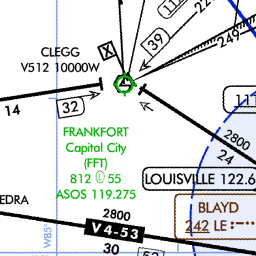 CLEGG
V512 10000W
X
39
249
14
32
FRANKFORT
Capital City
(FFT)
812 Ⓛ 55
ASOS 119.275
2800
24
LOUISVILLE 122.6
BLAYD
242 LE
EDRA
2800
V4-53
30
W85°